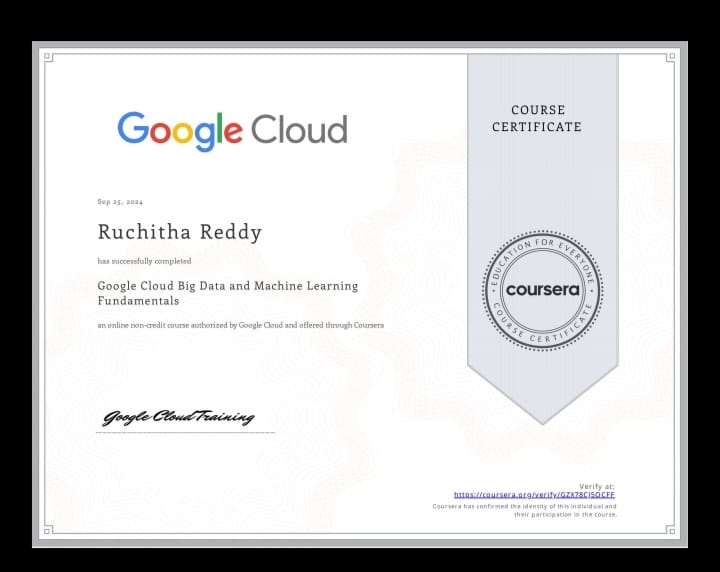 Google Cloud
COURSE
CERTIFICATE
Sep 25, 2024
Ruchitha Reddy
has successfully completed
Google Cloud Big Data and Machine Learning
Fundamentals
an online non-credit course authorized by Google Cloud and offered through Coursera
EDUCATION FOR EVERYONE
coursera
COURSE CERTIFICATE
Google Cloud Training
Verify at:
https://coursera.org/verify/GZX78CJ5OCFF
Coursera has confirmed the identity of this individual and
their participation in the course.